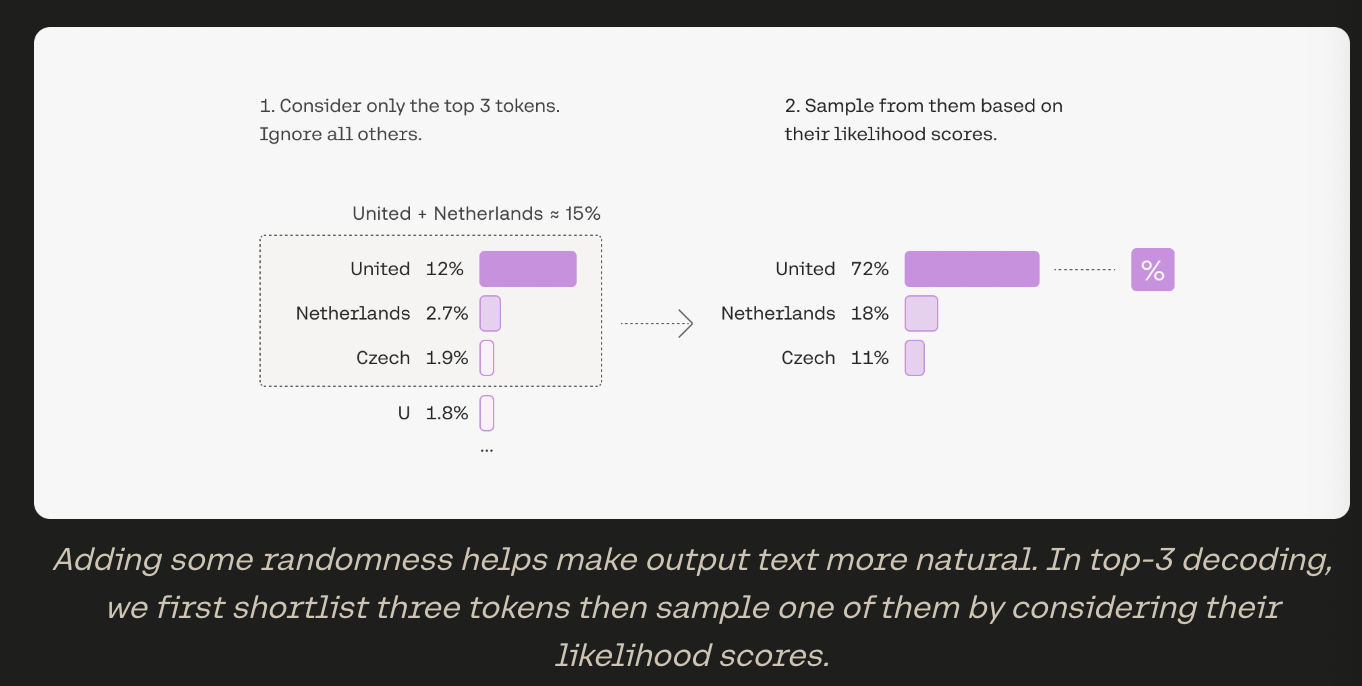 1. Consider only the top 3 tokens.
Ignore all others.
2. Sample from them based on
their likelihood scores.
United + Netherlands ≈ 15%
United 12%
Netherlands 2.7%
Czech 1.9%
U 1.8%
...
United 72%
%
Netherlands 18%
Czech 11%
Adding some randomness helps make output text more natural. In top-3 decoding,
we first shortlist three tokens then sample one of them by considering their
likelihood scores.